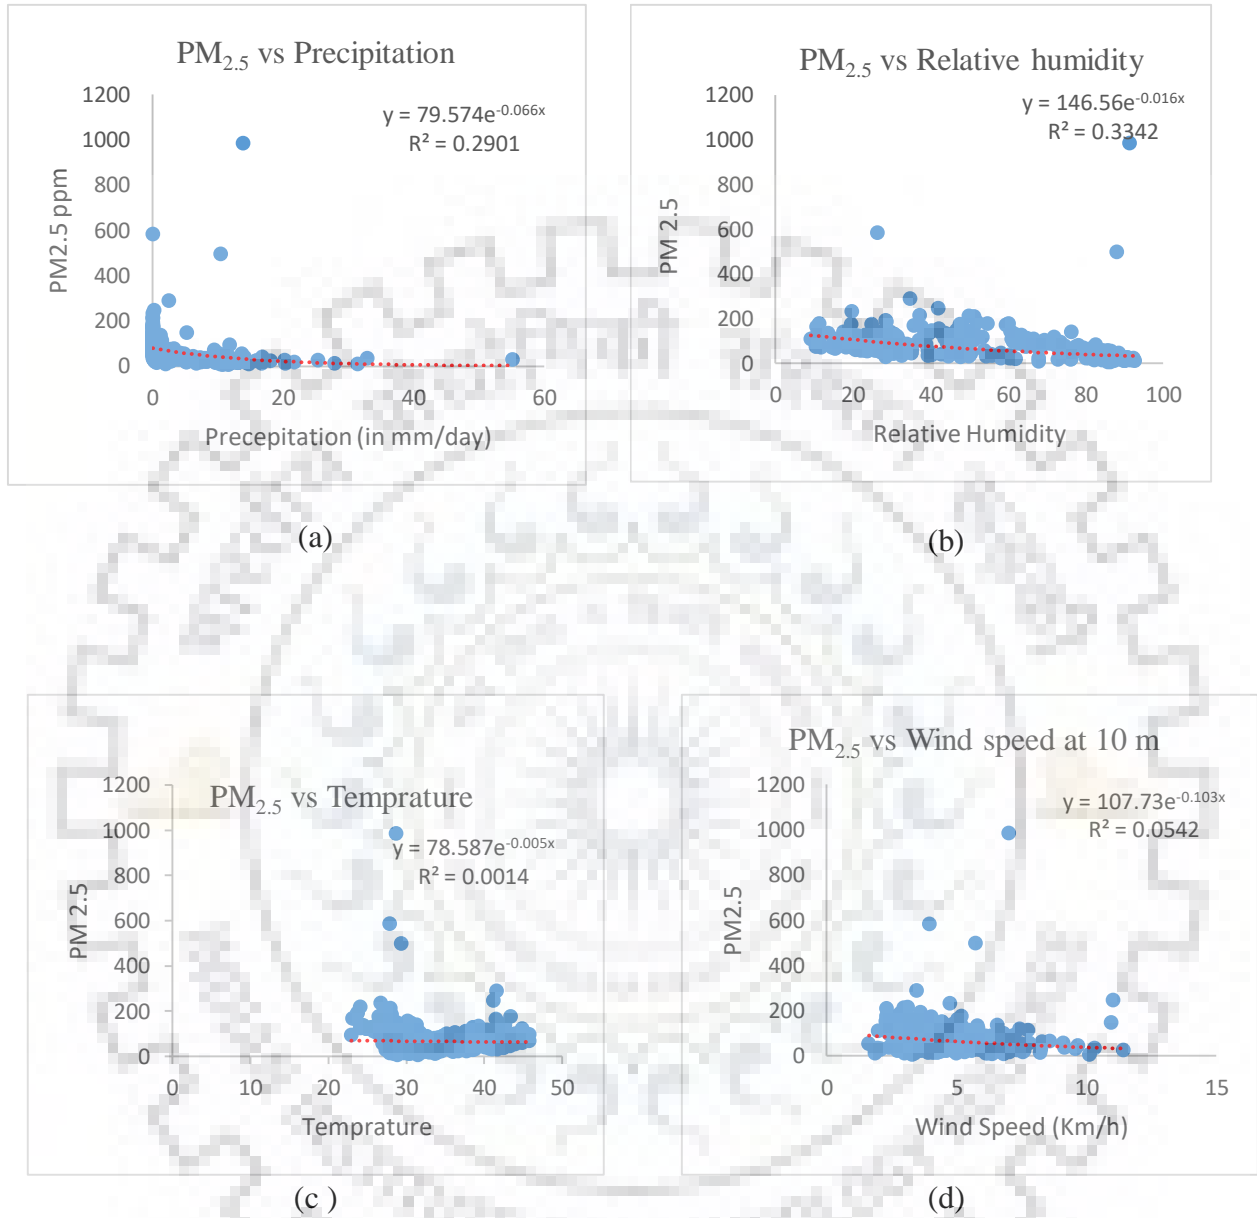 PM2.5 vs Precipitation
y = 79.574e-0.066x
R² = 0.2901
1200
1000
800
600
400
200
0
PM2.5 ppm
0 20 40 60
Precepitation (in mm/day)
(a)
PM2.5 vs Relative humidity
y = 146.56e-0.016x
R² = 0.3342
1200
1000
800
600
400
200
0
PM 2.5
0 20 40 60 80 100
Relative Humidity
(b)
PM2.5 vs Temprature
y = 78.587e-0.005x
R² = 0.0014
1200
1000
800
600
400
200
0
PM 2.5
0 10 20 30 40 50
Temprature
(c )
PM2.5 vs Wind speed at 10 m
y = 107.73e-0.103x
R² = 0.0542
1200
1000
800
600
400
200
0
PM2.5
0 5 10 15
Wind Speed (Km/h)
(d)